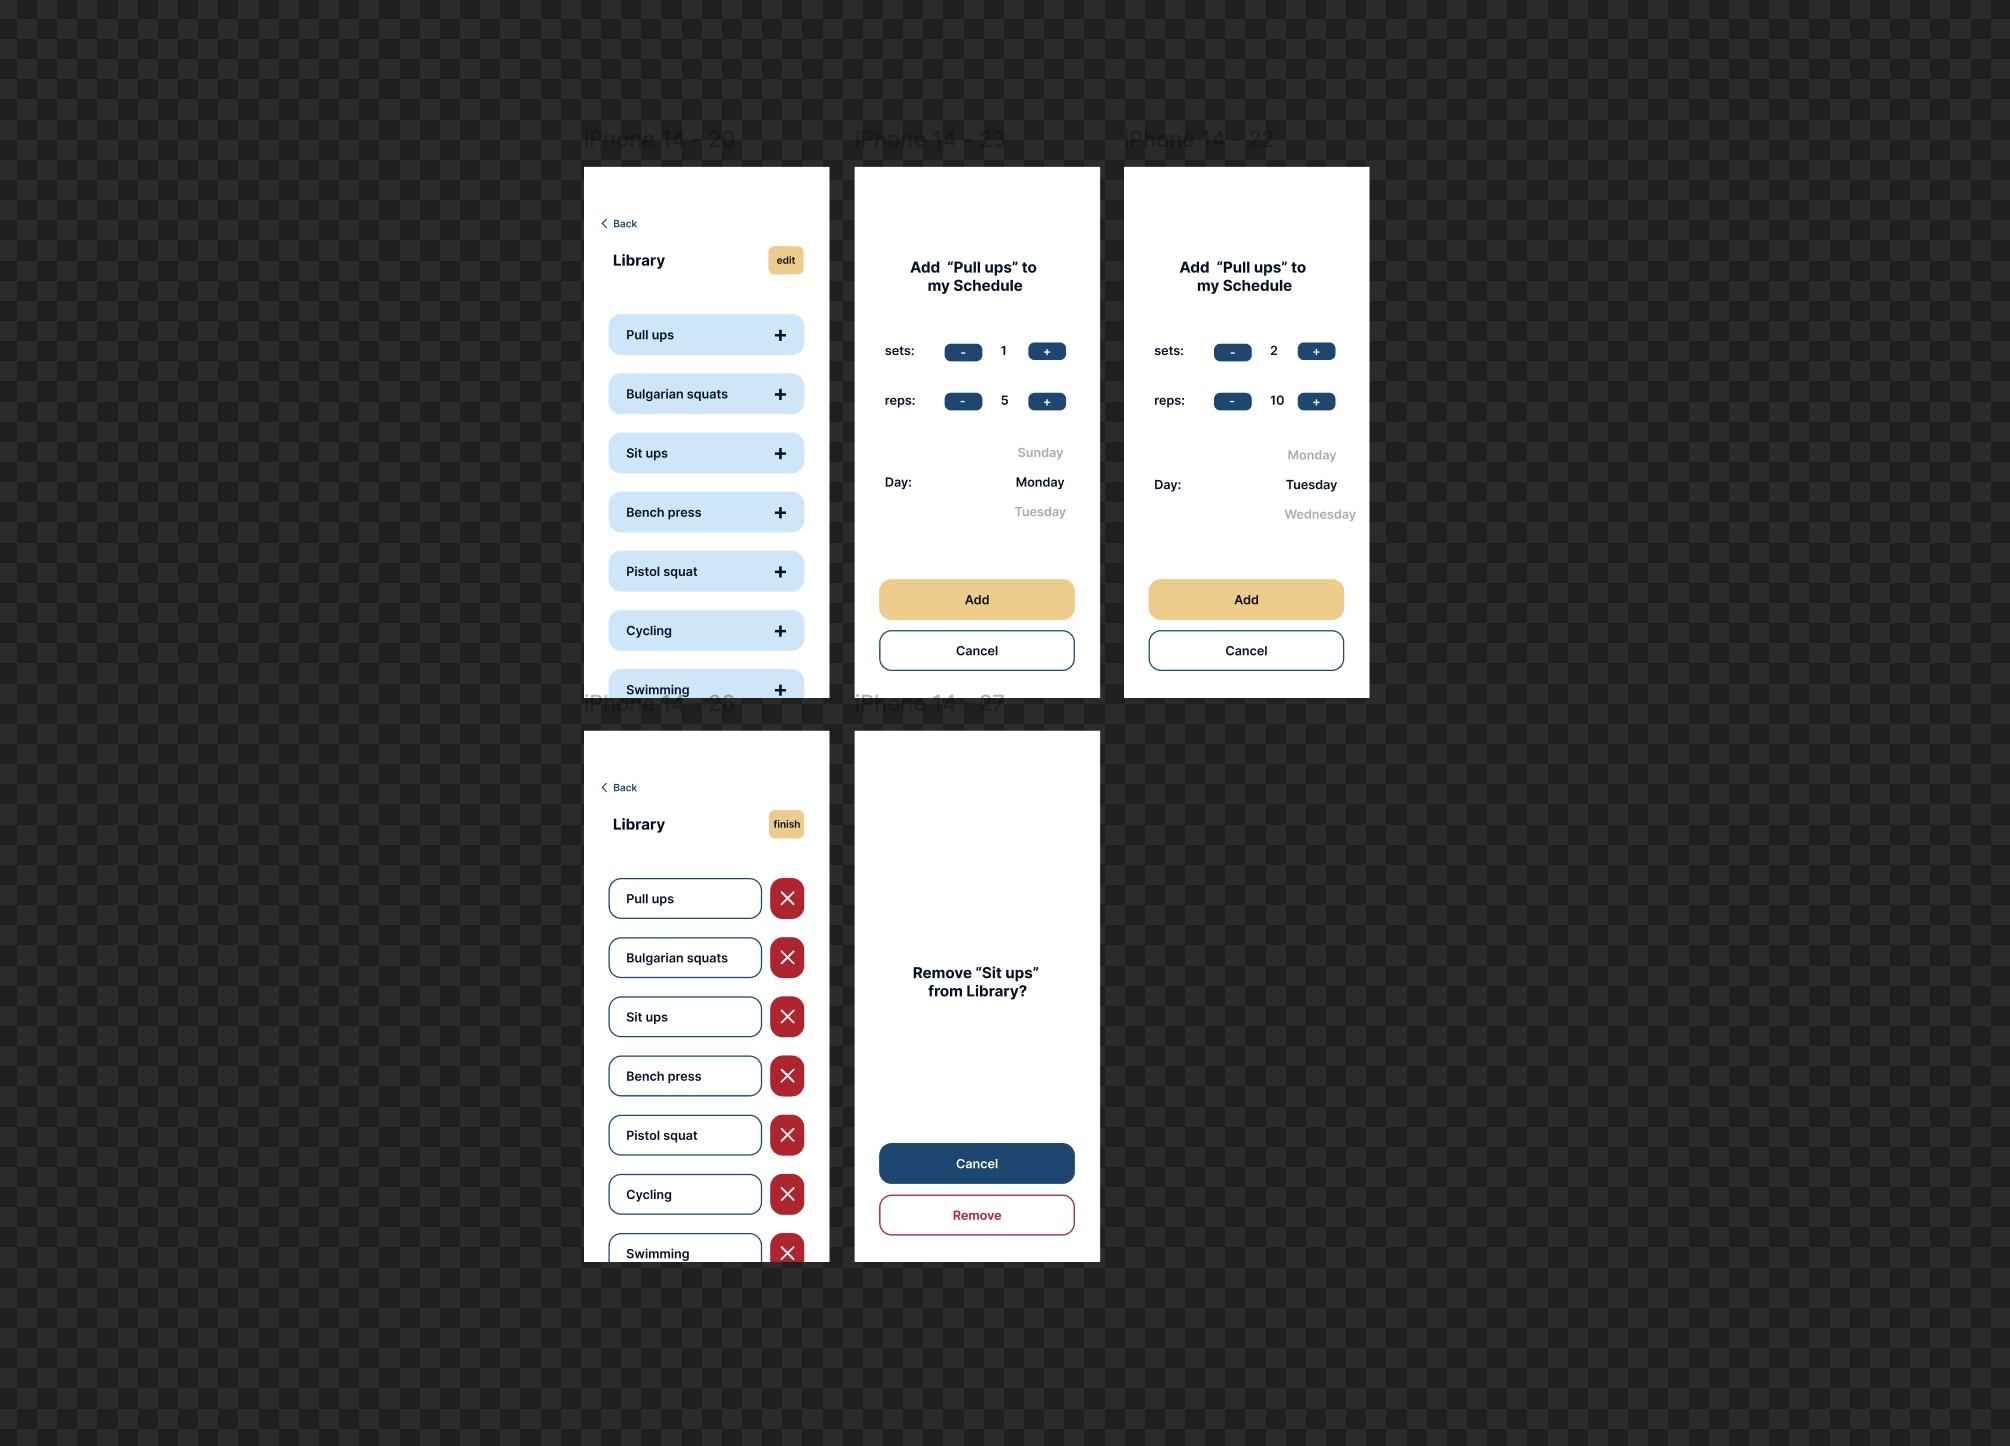 iPhone 14 - 20
Back
Library
edit
Pull ups
+
Bulgarian squats
+
Sit ups
+
Bench press
+
Pistol squat
+
Cycling
+
Swimming
+
iPhone 14 - 23
Add “Pull ups” to
my Schedule
sets: - 1 +
reps: - 5 +
Sunday
Day: Monday
Tuesday
Add
Cancel
iPhone 14 - 22
Add “Pull ups” to
my Schedule
sets: - 2 +
reps: - 10 +
Monday
Day: Tuesday
Wednesday
Add
Cancel
iPhone 14 - 26
Back
Library
finish
Pull ups
Bulgarian squats
Sit ups
Bench press
Pistol squat
Cycling
Swimming
iPhone 14 - 27
Remove “Sit ups”
from Library?
Cancel
Remove